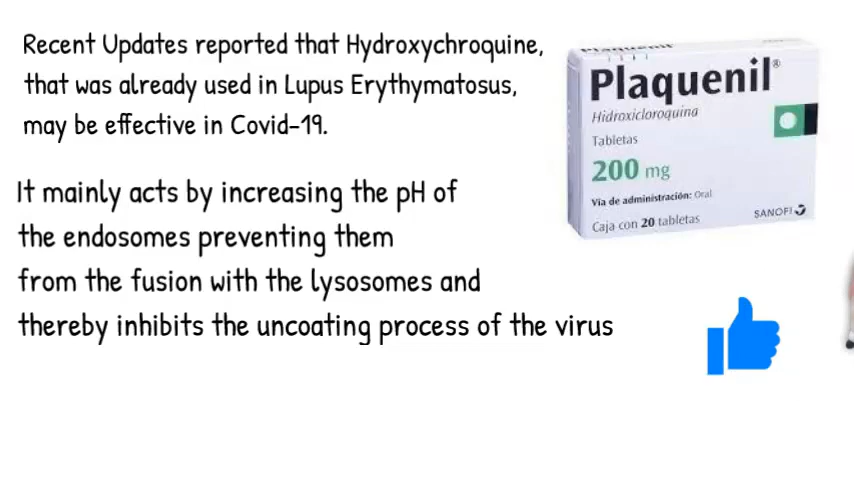 Recent Updates reported that Hydroxychroquine,
that was already used in Lupus Erythymatosus,
may be effective in Covid-19.
It mainly acts by increasing the pH of
the endosomes preventing them
from the fusion with the lysosomes and
thereby inhibits the uncoating process of the virus
Plaquenil
Plaquenil®
Hidroxicloroquina
Tabletas
200 mg
Vía de administración: Oral
Caja con 20 tabletas
SANOFI